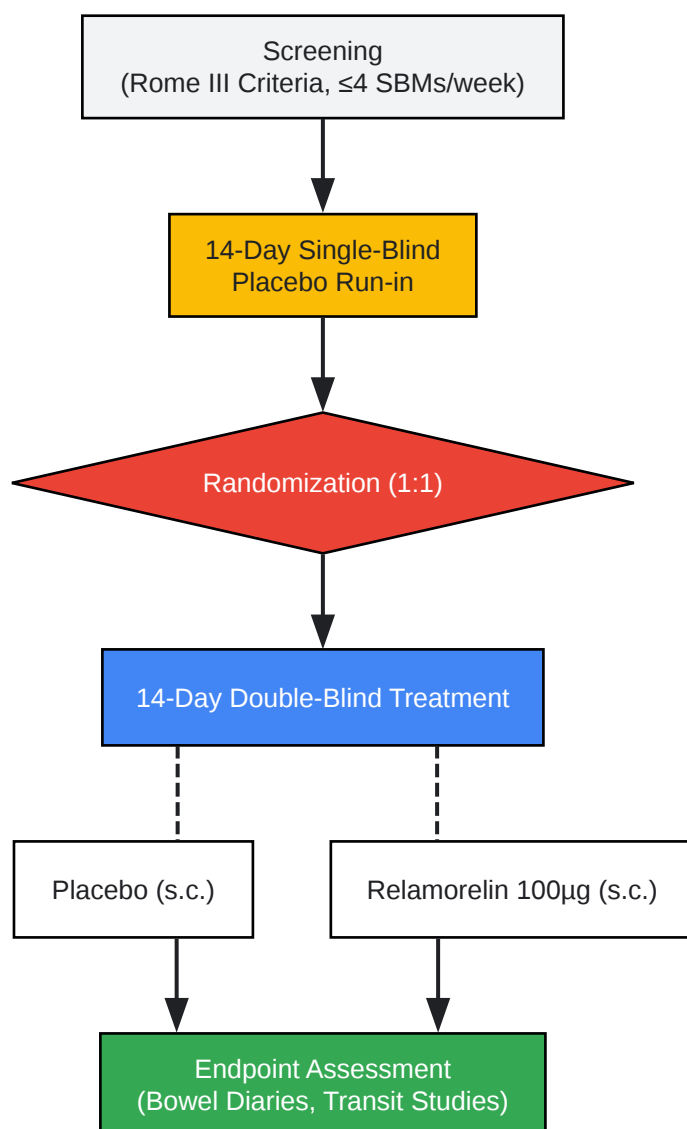 Screening
(Rome III Criteria, ≤4 SBMs/week)
14-Day Single-Blind
Placebo Run-in
Randomization (1:1)
14-Day Double-Blind Treatment
Placebo (s.c.)
Relamorelin 100µg (s.c.)
Endpoint Assessment
(Bowel Diaries, Transit Studies)